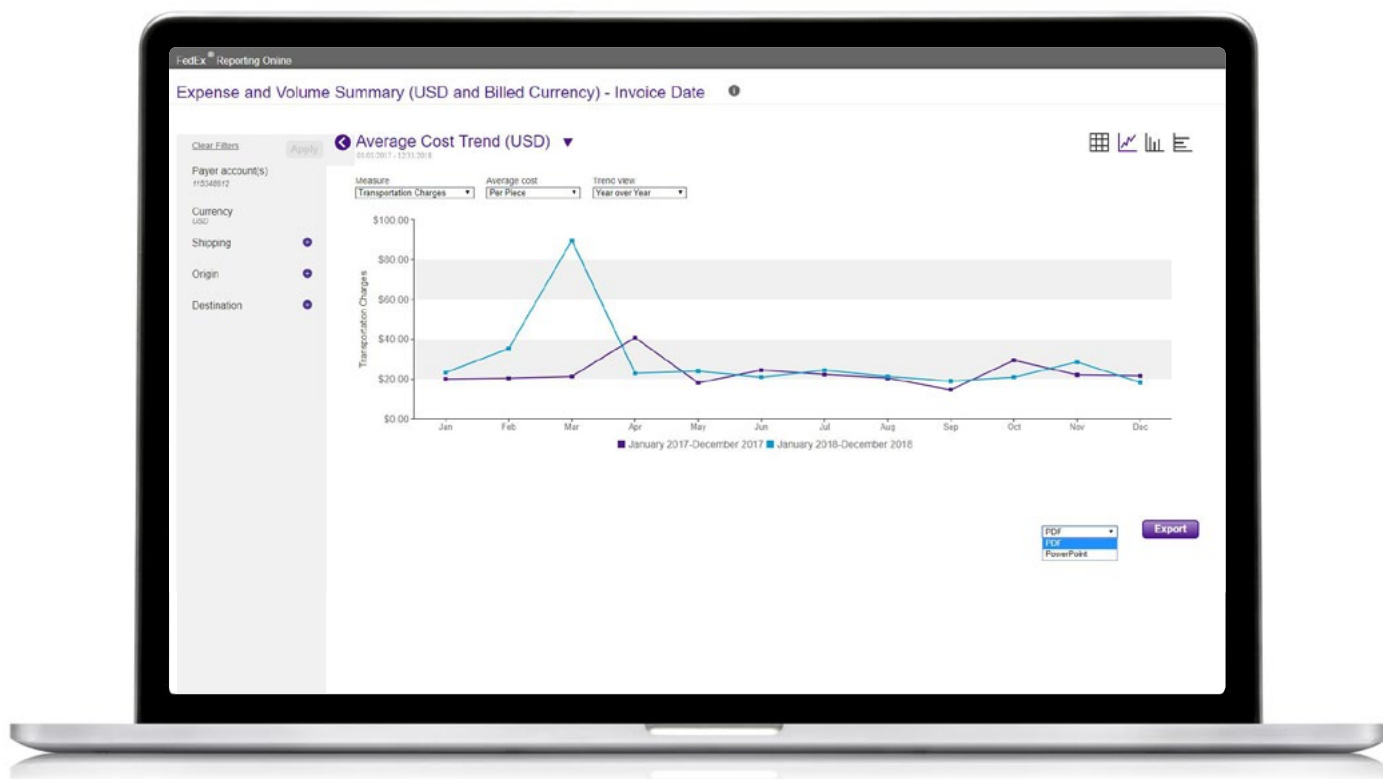 FedEx® Reporting Online
Expense and Volume Summary (USD and Billed Currency) - Invoice Date
Clear Filters
Apply
Payer account(s)
Currency
USD
Shipping
Origin
Destination
Average Cost Trend (USD)
Measure
Average cost
Trend view
Transportation Charges
Per Piece
Year over Year
Transportation Charges
$100.00
$80.00
$60.00
$40.00
$20.00
$0.00
Jan Feb Mar Apr May Jun Jul Aug Sep Oct Nov Dec
January 2017-December 2017 January 2018-December 2018
PDF
PDF
PowerPoint
Export